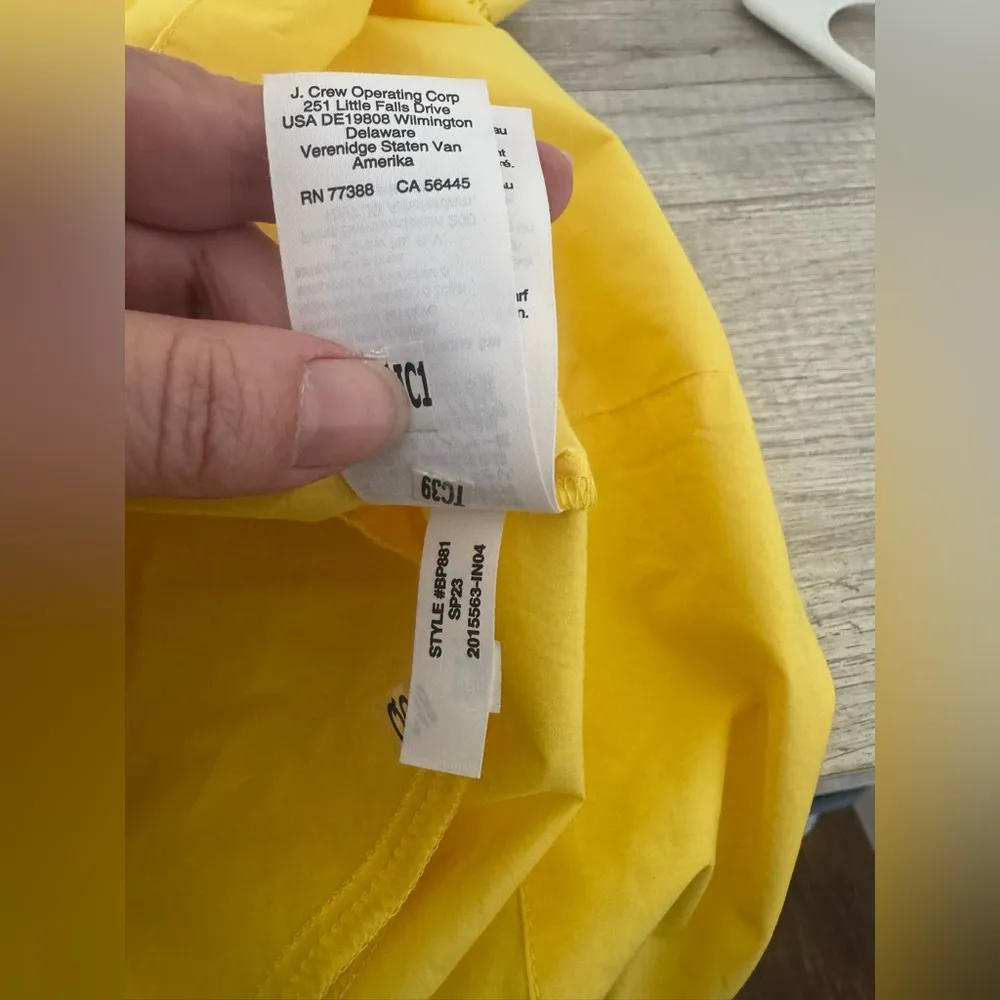 J. Crew Operating Corp
251 Little Falls Drive
USA DE19808 Wilmington
Delaware
Verenidge Staten Van
Amerika
RN 77388 CA 56445
TC39
STYLE #BP881
SP23
2015563-IN04